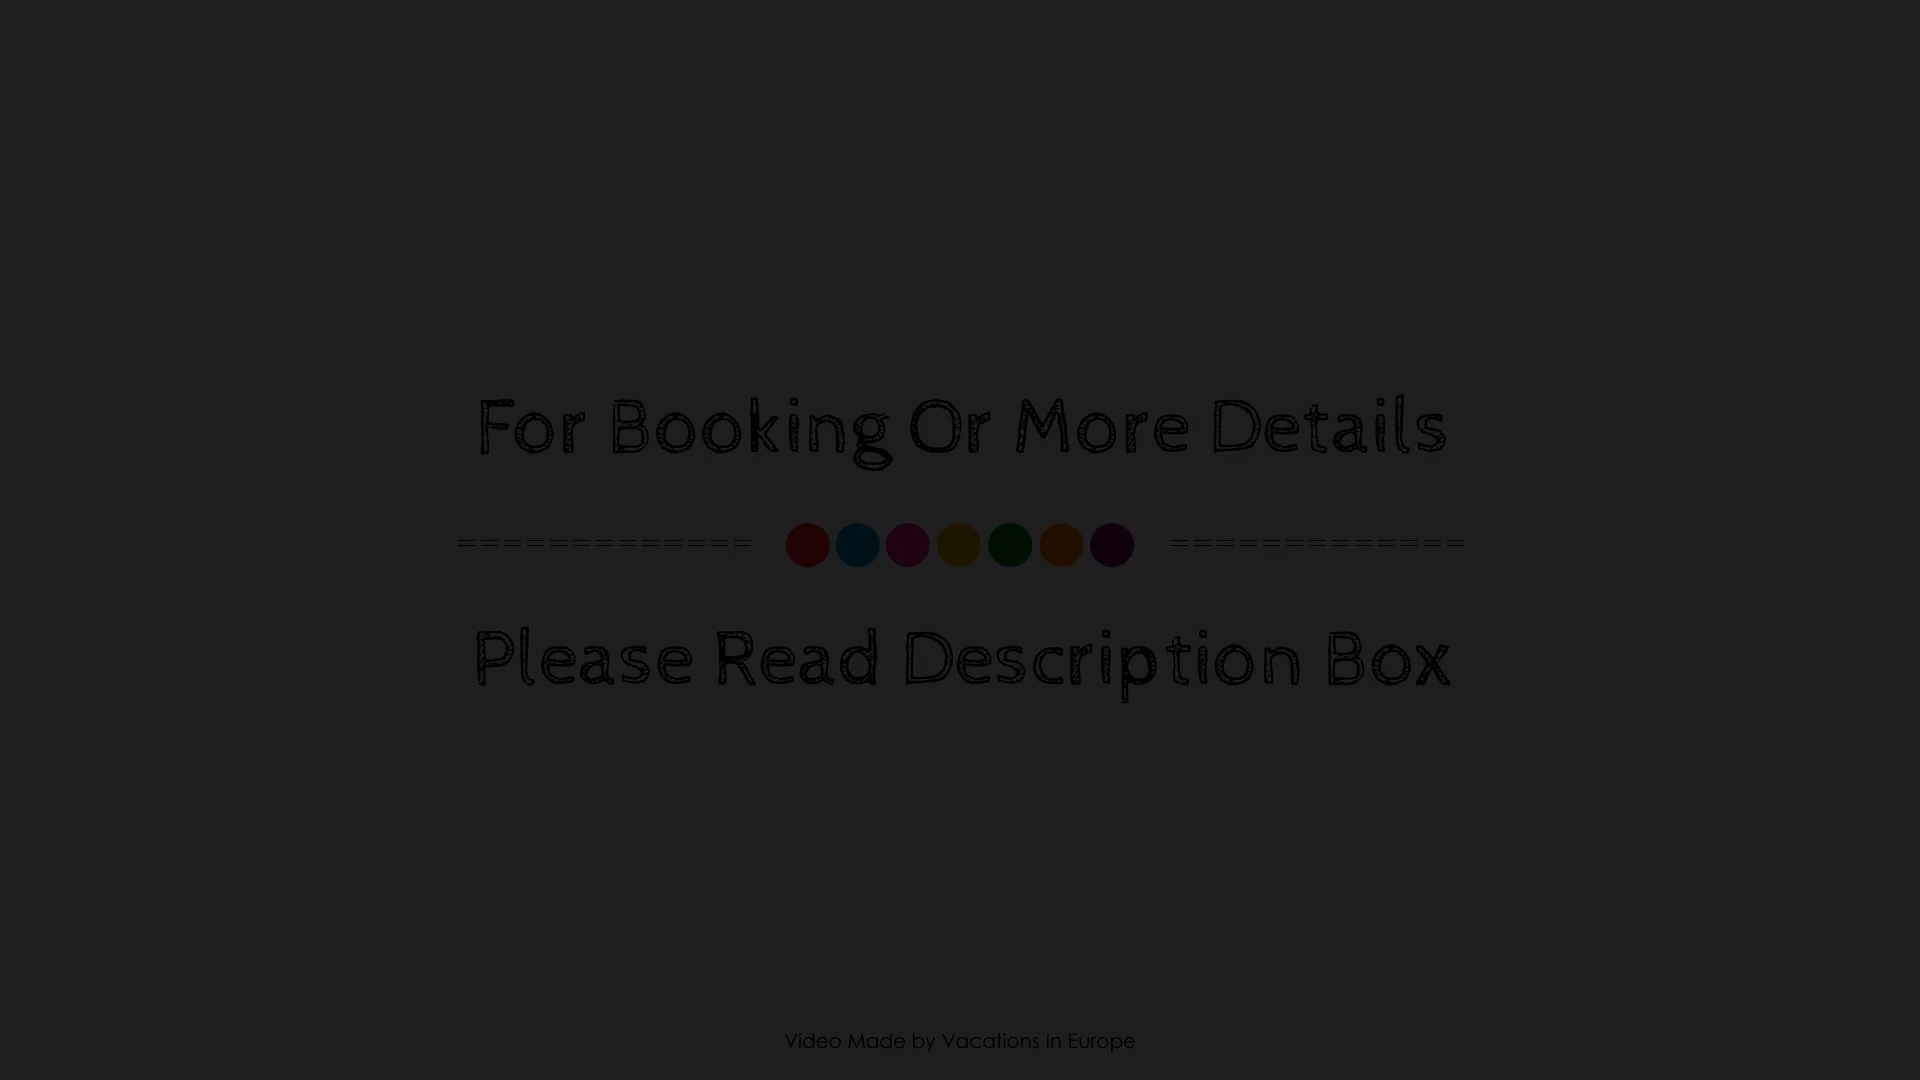 For Booking Or More Details
============= =============
Please Read Description Box
Video Made by Vacations In Europe